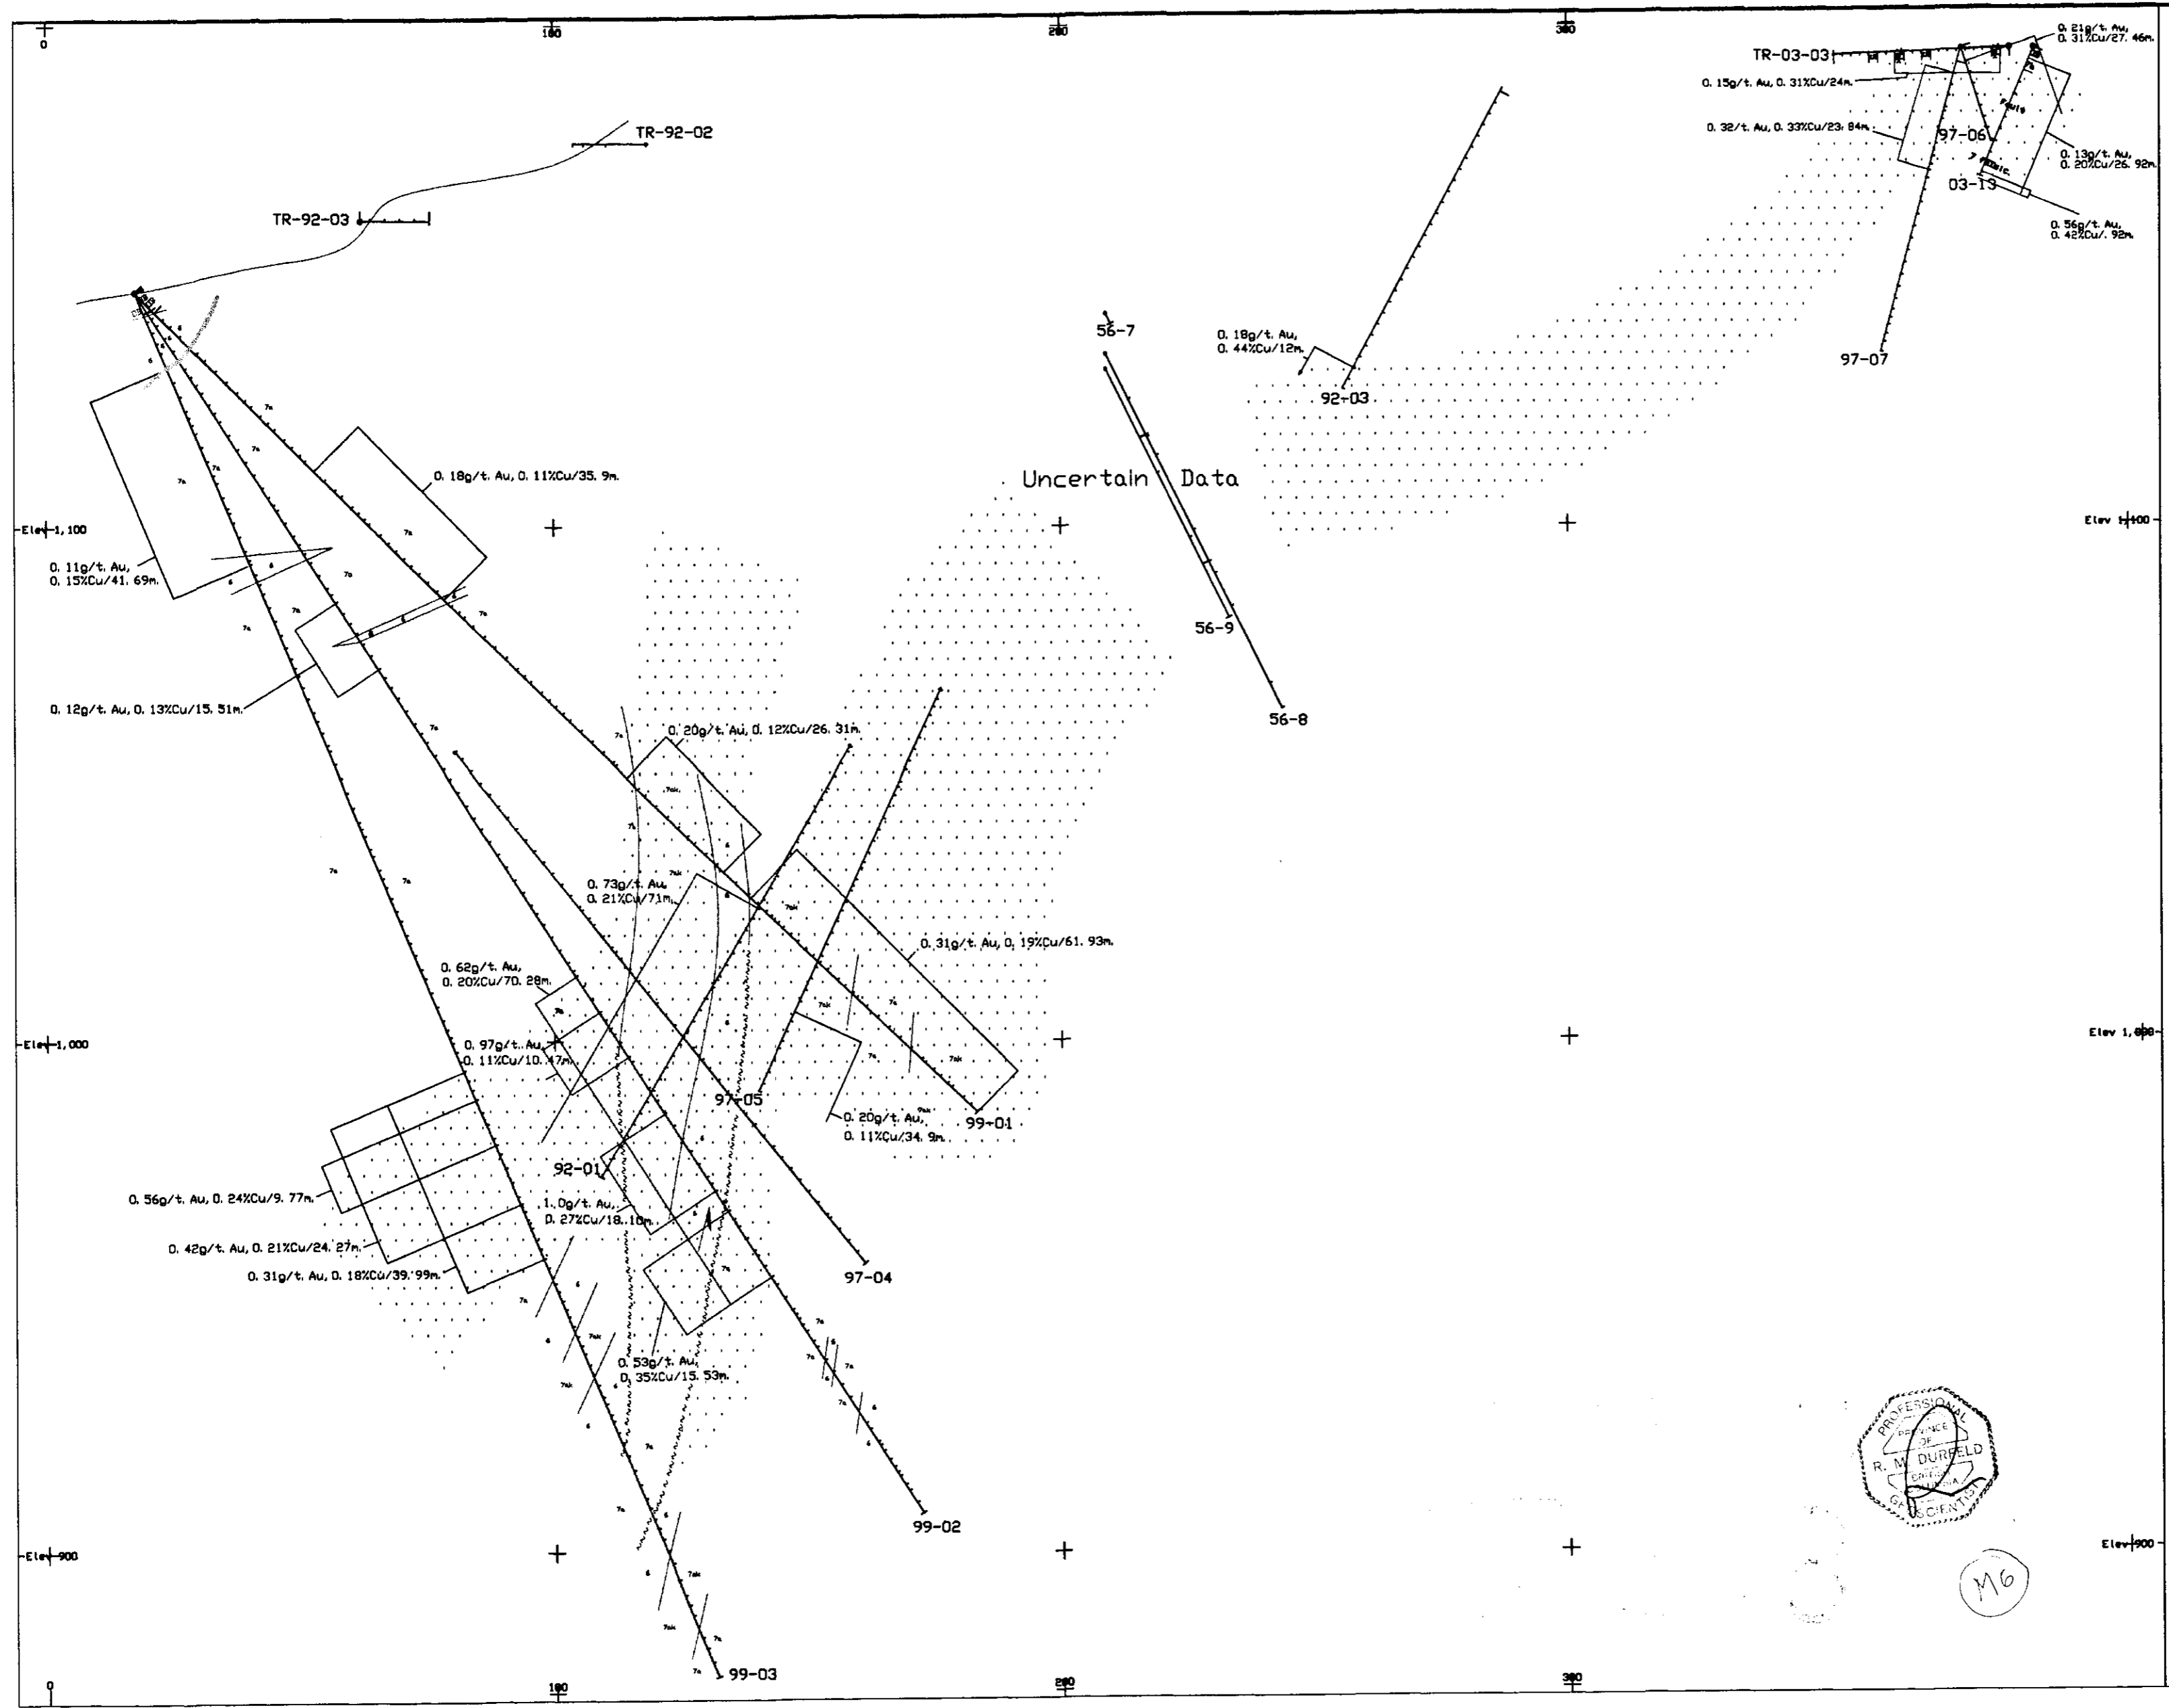 0
100
200
300
TR-03-03
0. 21g/t. Au,
0. 31%Cu/27. 46m.
0. 15g/t. Au, 0. 31%Cu/24m.
0. 32/t. Au, 0. 33%Cu/23. 84m.
97-06
0. 13g/t. Au,
0. 20%Cu/26. 92m.
03-13
0. 56g/t. Au,
0. 42%Cu/. 92m.
TR-92-02
TR-92-03
56-7
0. 18g/t. Au,
0. 44%Cu/12m.
92-03
97-07
0. 18g/t. Au, 0. 11%Cu/35. 9m.
Uncertain Data
Elev 1,100
Elev 1,100
0. 11g/t. Au,
0. 15%Cu/41. 69m.
56-9
0. 12g/t. Au, 0. 13%Cu/15. 51m.
56-8
0. 20g/t. Au, 0. 12%Cu/26. 31m.
0. 73g/t. Au,
0. 21%Cu/71m.
0. 31g/t. Au, 0. 19%Cu/61. 93m.
0. 62g/t. Au,
0. 20%Cu/70. 28m.
Elev 1,000
0. 97g/t. Au,
0. 11%Cu/10. 47m.
Elev 1,000
97-05
0. 20g/t. Au,
0. 11%Cu/34. 9m.
99-01
92-01
0. 56g/t. Au, 0. 24%Cu/9. 77m.
1. 0g/t. Au,
0. 27%Cu/18. 10m.
0. 42g/t. Au, 0. 21%Cu/24. 27m.
0. 31g/t. Au, 0. 18%Cu/39. 99m.
97-04
0. 53g/t. Au,
0. 35%Cu/15. 53m.
PROFESSIONAL
PROVINCE
OF
R. M. DURFELD
BRITISH
COLUMBIA
GEOSCIENTIST
99-02
Elev 900
Elev 900
M6
99-03
0
100
200
300